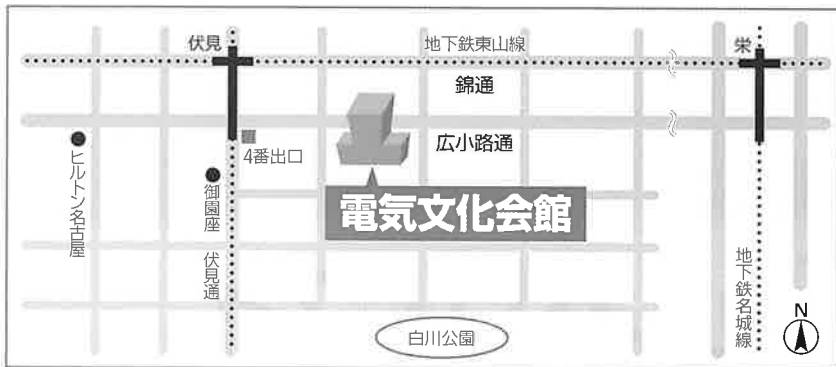 伏見
地下鉄東山線
栄
錦通
広小路通
4番出口
ヒルトン名古屋
御園座
電気文化会館
伏見通
地下鉄名城線
白川公園
N